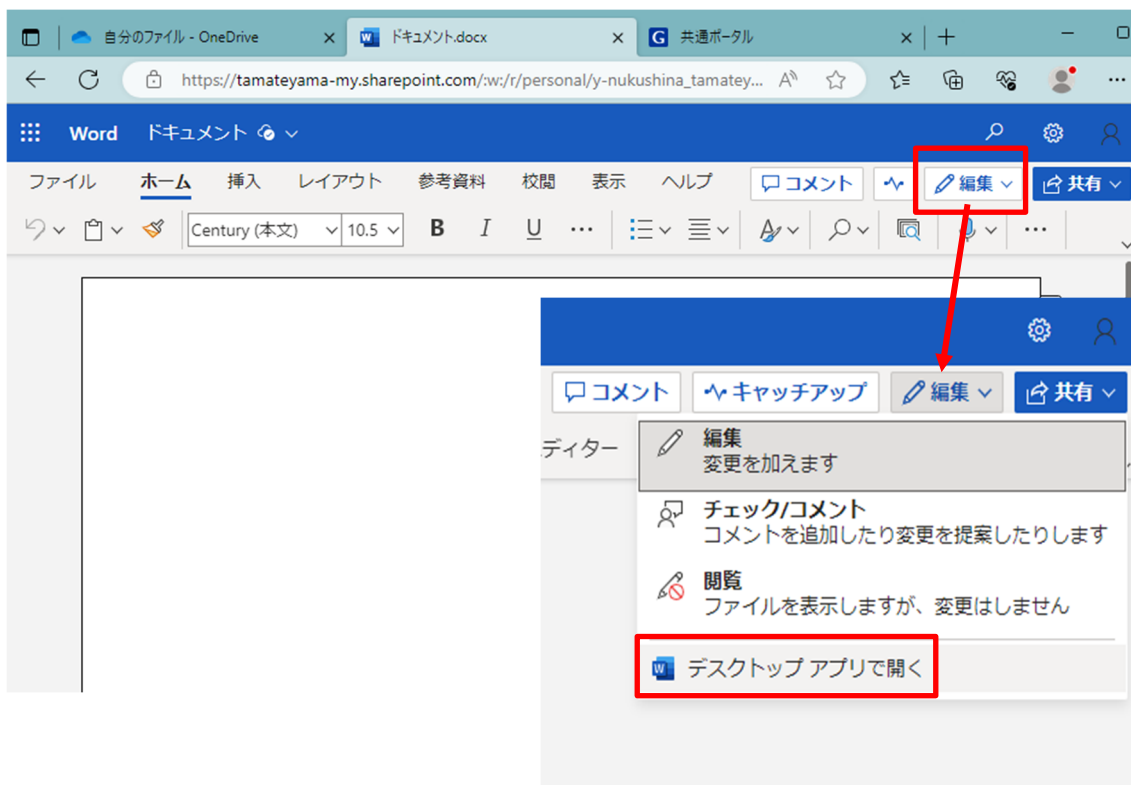 自分のファイル - OneDrive
ドキュメント.docx
G 共通ポータル
https://tamateyama-my.sharepoint.com/:w:/r/personal/y-nukushina_tamatey...
Word ドキュメント
ファイル ホーム 挿入 レイアウト 参考資料 校閲 表示 ヘルプ コメント 編集 共有
Century (本文) 10.5 B I U ...
コメント キャッチアップ 編集 共有
ディター
編集
変更を加えます
チェック/コメント
コメントを追加したり変更を提案したりします
閲覧
ファイルを表示しますが、変更はしません
デスクトップ アプリで開く